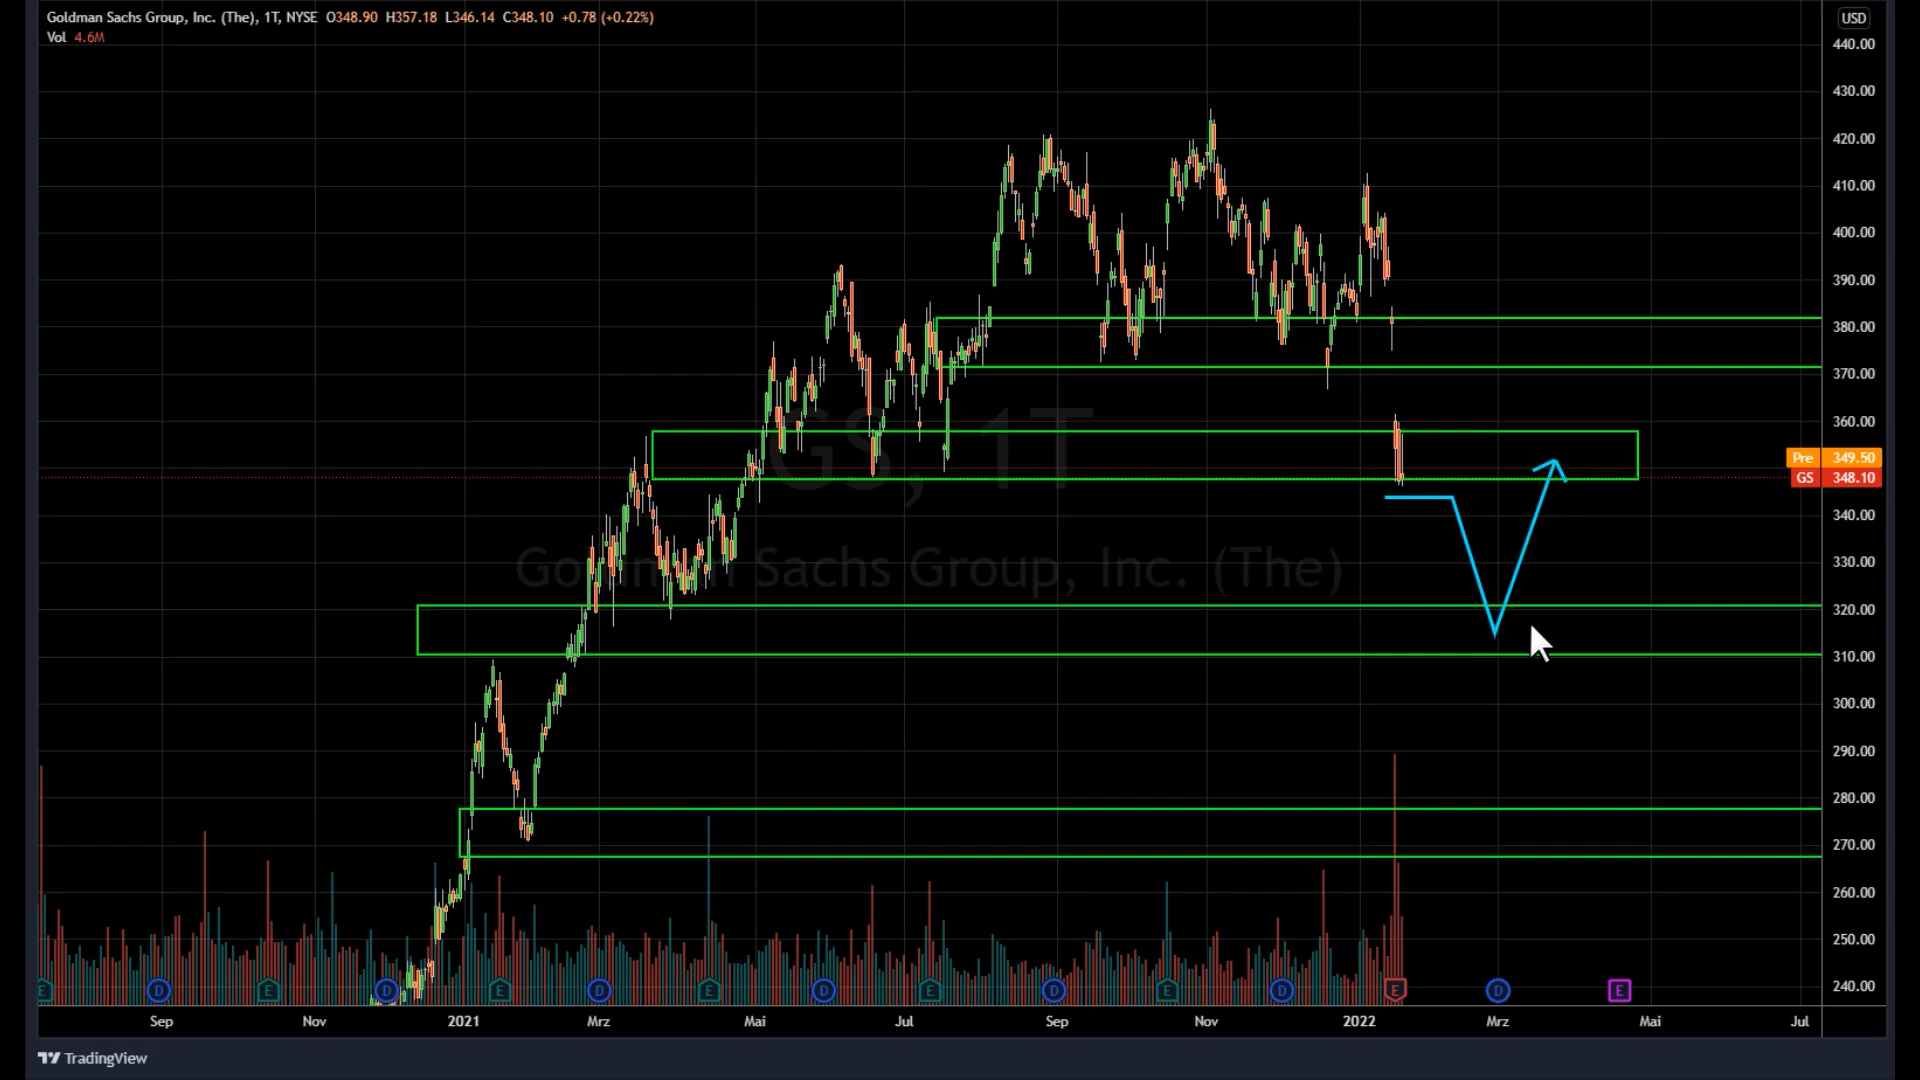 Goldman Sachs Group, Inc. (The), 1T, NYSE O348.90 H357.18 L346.14 C348.10 +0.78 (+0.22%)
Vol 4.6M
USD
440.00
430.00
420.00
410.00
400.00
390.00
380.00
370.00
360.00
Pre 349.50
GS 348.10
340.00
330.00
320.00
310.00
300.00
290.00
280.00
270.00
260.00
250.00
240.00
GS, 1T
Goldman Sachs Group, Inc. (The)
E D E D E D E D E D E D E D E
Sep Nov 2021 Mrz Mai Jul Sep Nov 2022 Mrz Mai Jul
TradingView